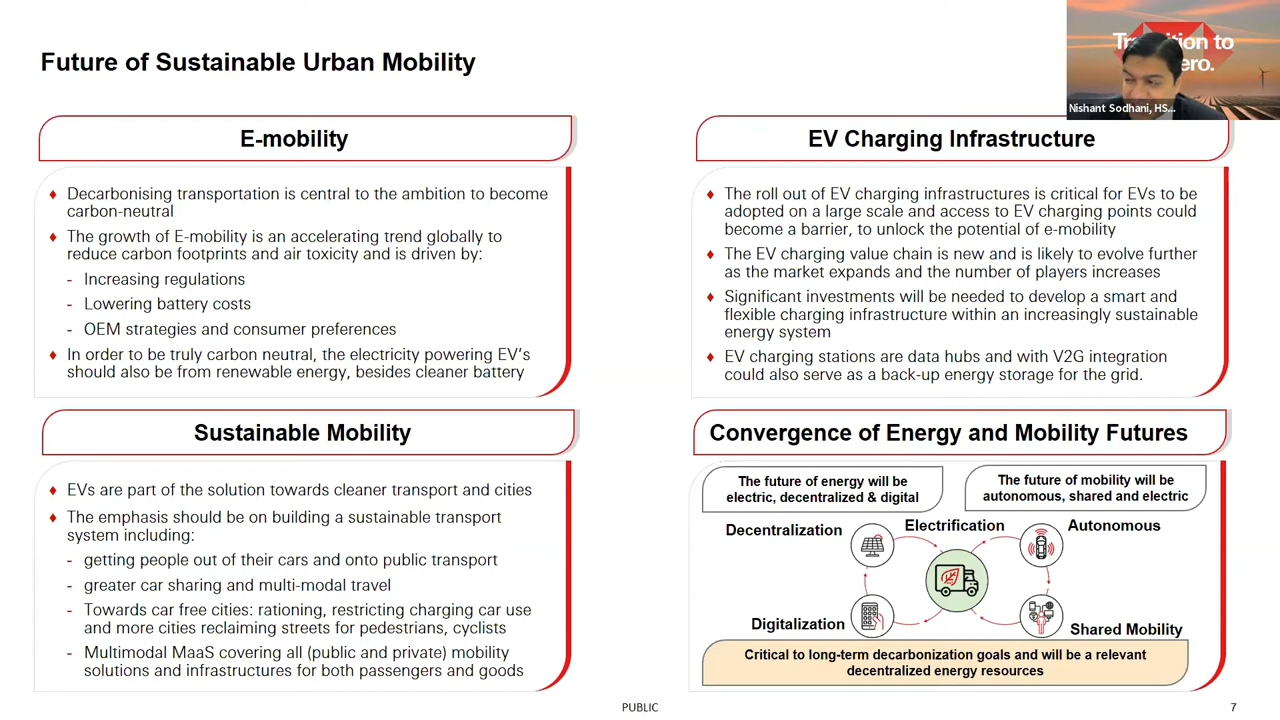 Future of Sustainable Urban Mobility
Nishant Sodhani, HS...
E-mobility
Decarbonising transportation is central to the ambition to become
carbon-neutral
The growth of E-mobility is an accelerating trend globally to
reduce carbon footprints and air toxicity and is driven by:
- Increasing regulations
- Lowering battery costs
- OEM strategies and consumer preferences
In order to be truly carbon neutral, the electricity powering EV's
should also be from renewable energy, besides cleaner battery
EV Charging Infrastructure
The roll out of EV charging infrastructures is critical for EVs to be
adopted on a large scale and access to EV charging points could
become a barrier, to unlock the potential of e-mobility
The EV charging value chain is new and is likely to evolve further
as the market expands and the number of players increases
Significant investments will be needed to develop a smart and
flexible charging infrastructure within an increasingly sustainable
energy system
EV charging stations are data hubs and with V2G integration
could also serve as a back-up energy storage for the grid.
Sustainable Mobility
EVs are part of the solution towards cleaner transport and cities
The emphasis should be on building a sustainable transport
system including:
- getting people out of their cars and onto public transport
- greater car sharing and multi-modal travel
- Towards car free cities: rationing, restricting charging car use
and more cities reclaiming streets for pedestrians, cyclists
- Multimodal MaaS covering all (public and private) mobility
solutions and infrastructures for both passengers and goods
Convergence of Energy and Mobility Futures
The future of energy will be
electric, decentralized & digital
The future of mobility will be
autonomous, shared and electric
Decentralization
Electrification
Autonomous
Digitalization
Shared Mobility
Critical to long-term decarbonization goals and will be a relevant
decentralized energy resources
PUBLIC
7